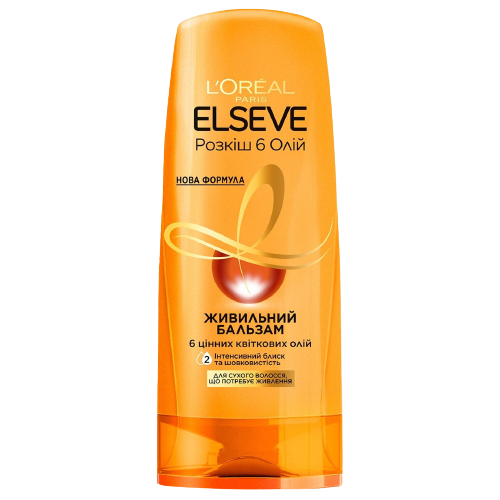 L'ORÉAL
PARIS
ELSEVE
Розкіш 6 Олій
НОВА ФОРМУЛА
ЖИВИЛЬНИЙ
БАЛЬЗАМ
6 ЦІННИХ КВІТКОВИХ ОЛІЙ
2
Інтенсивний блиск
та шовковистість
ДЛЯ СУХОГО ВОЛОССЯ,
ЩО ПОТРЕБУЄ ЖИВЛЕННЯ